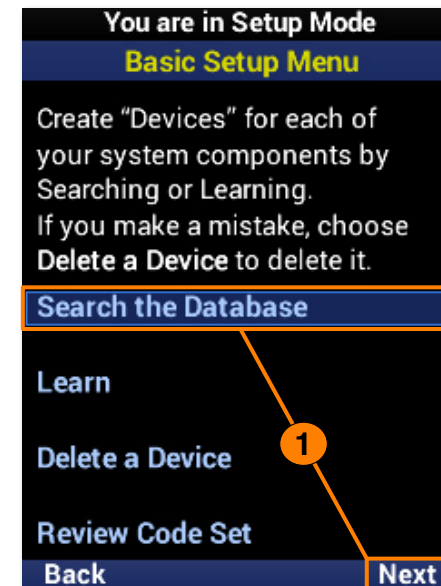 You are in Setup Mode
Basic Setup Menu
Create “Devices” for each of
your system components by
Searching or Learning.
If you make a mistake, choose
Delete a Device to delete it.
Search the Database
Learn
1
Delete a Device
Review Code Set
Back Next